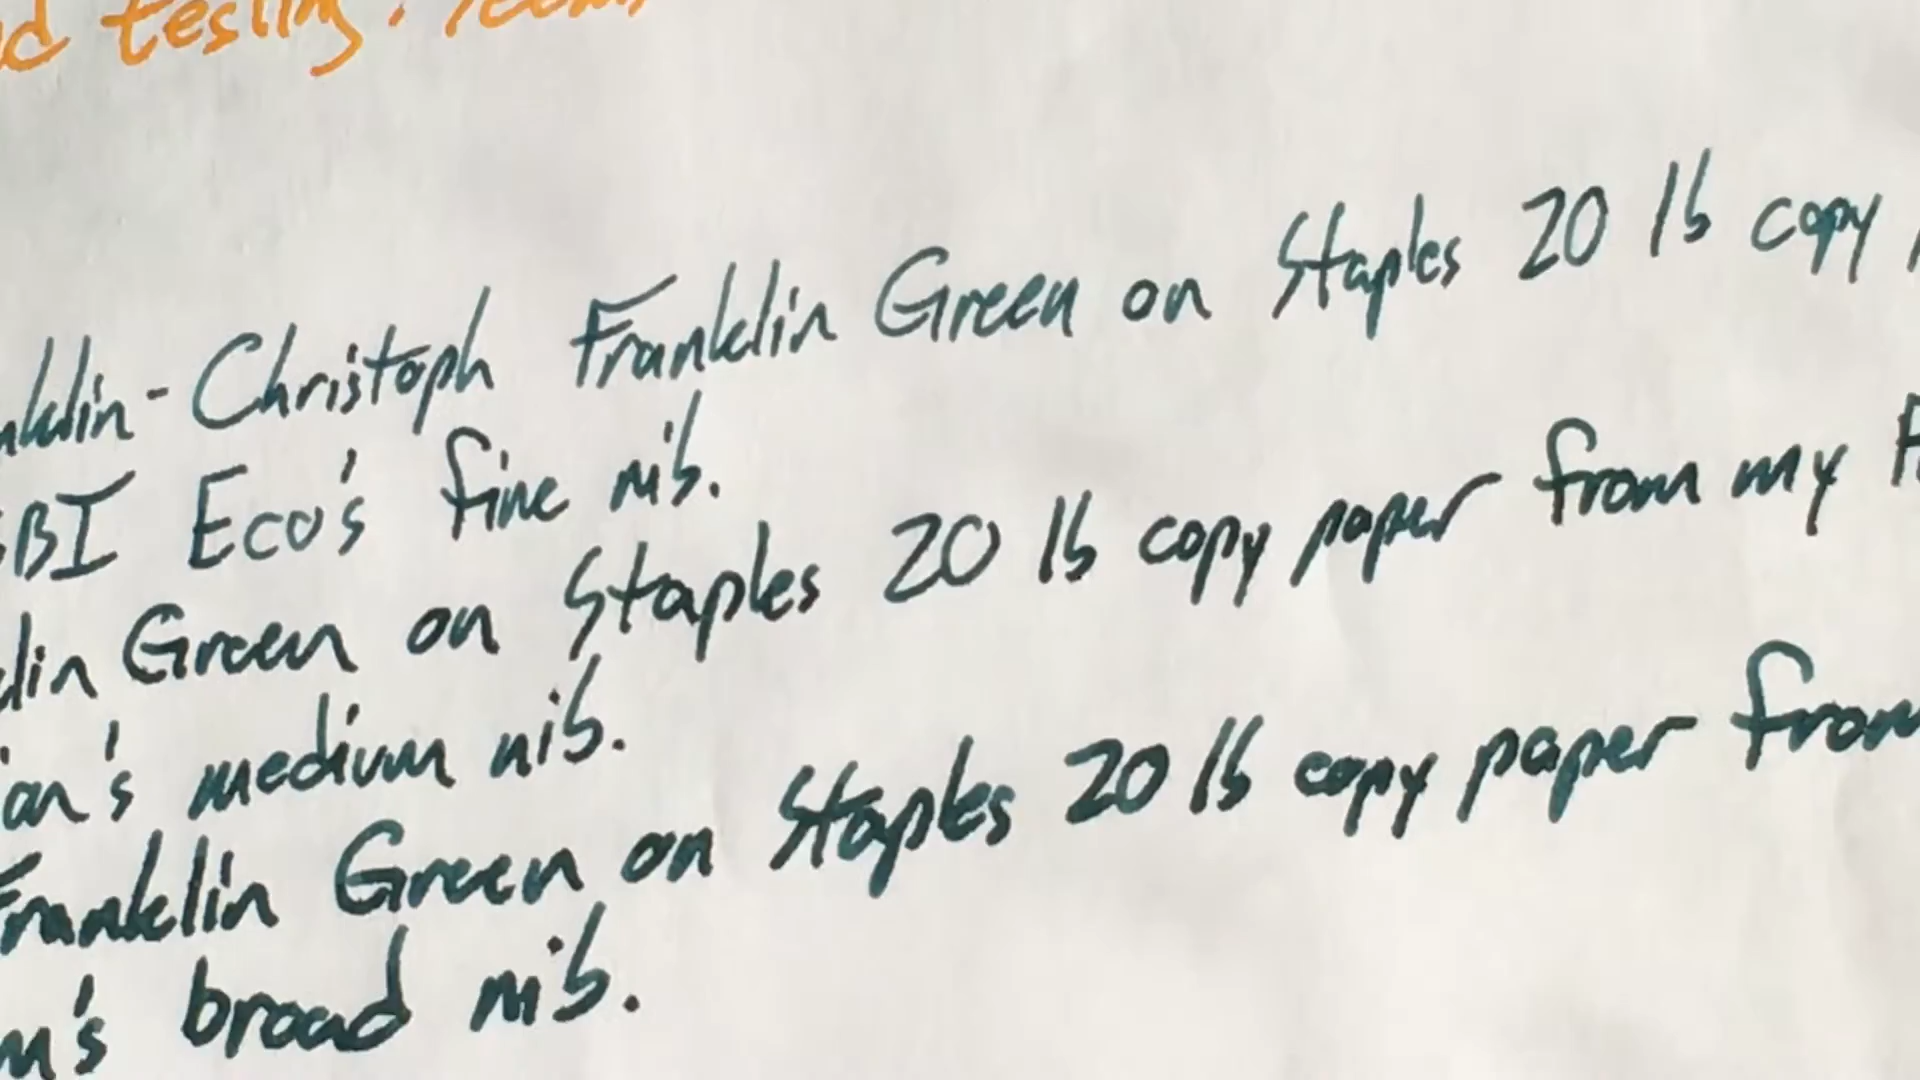 testing.
Christoph Franklin Green on Staples 20 lb copy
BI Eco's fine nib.
lin Green on Staples 20 lb copy paper from my
an's medium nib.
Franklin Green on Staples 20 lb copy paper from
m's broad nib.